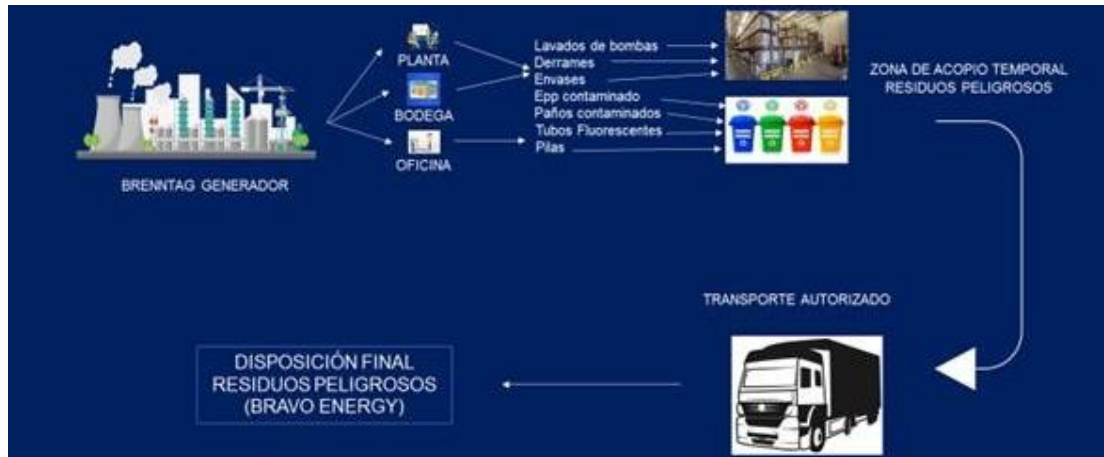 PLANTA
BODEGA
OFICINA
BRENNTAG GENERADOR
Lavados de bombas
Derrames
Envases
Epp contaminado
Paños contaminados
Tubos Fluorescentes
Pilas
ZONA DE ACOPIO TEMPORAL
RESIDUOS PELIGROSOS
TRANSPORTE AUTORIZADO
DISPOSICIÓN FINAL
RESIDUOS PELIGROSOS
(BRAVO ENERGY)